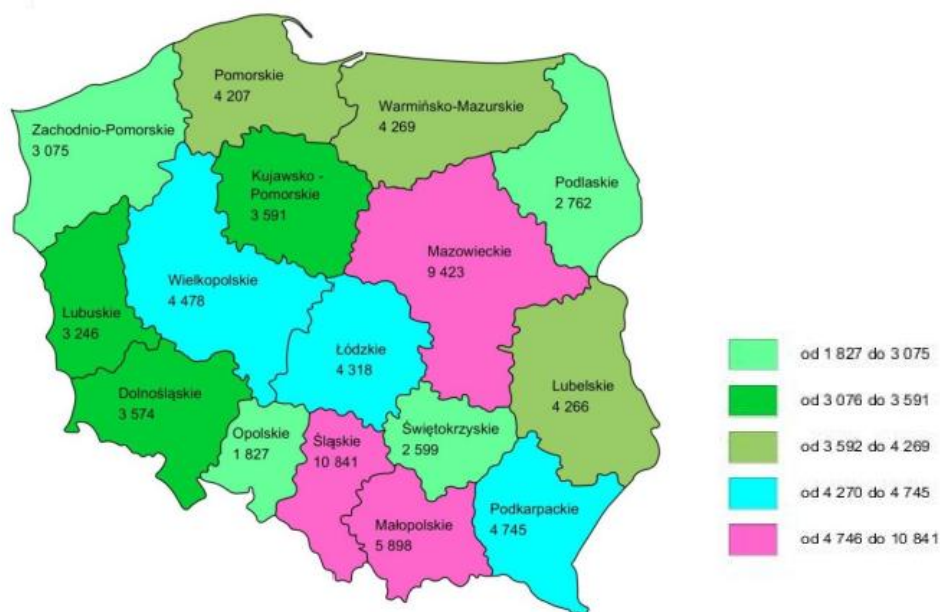 Pomorskie
4 207
Warmińsko-Mazurskie
4 269
Zachodnio-Pomorskie
3 075
Kujawsko -
Pomorskie
3 591
Podlaskie
2 762
Mazowieckie
9 423
Wielkopolskie
4 478
Lubuskie
3 246
Łódzkie
4 318
Dolnośląskie
3 574
Lubelskie
4 266
Opolskie
1 827
Śląskie
10 841
Świętokrzyskie
2 599
Małopolskie
5 898
Podkarpackie
4 745
od 1 827 do 3 075
od 3 076 do 3 591
od 3 592 do 4 269
od 4 270 do 4 745
od 4 746 do 10 841